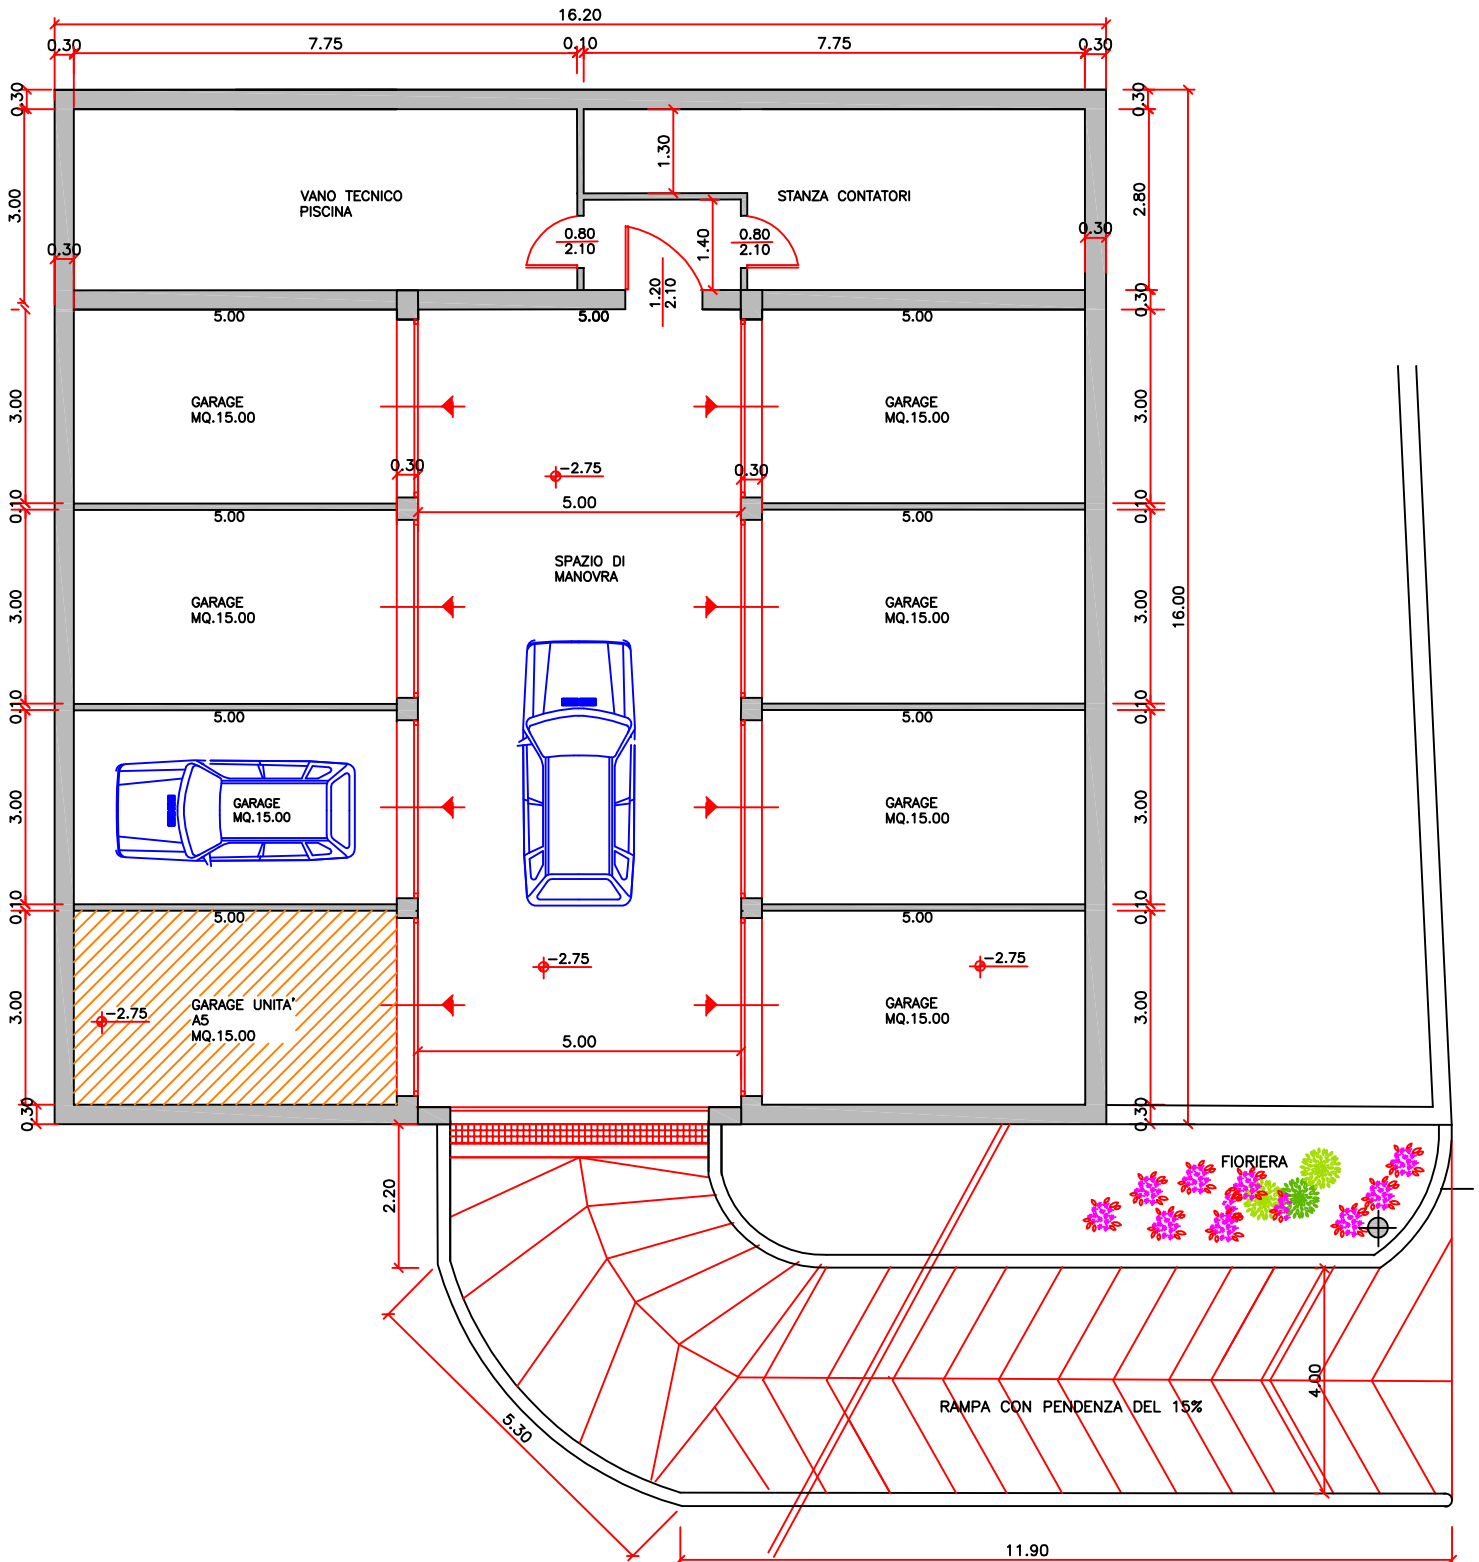 16.20
0.30
7.75
0.10
7.75
0.30
0.30
0.30
1.30
VANO TECNICO
PISCINA
STANZA CONTATORI
3.00
2.80
0.30
0.80
2.10
1.40
0.80
2.10
0.30
1.20
2.10
0.30
5.00
5.00
5.00
GARAGE
MQ.15.00
GARAGE
MQ.15.00
3.00
3.00
0.30
-2.75
0.30
5.00
0.10
0.10
5.00
5.00
SPAZIO DI
MANOVRA
GARAGE
MQ.15.00
GARAGE
MQ.15.00
3.00
3.00
16.00
0.10
0.10
5.00
5.00
GARAGE
MQ.15.00
GARAGE
MQ.15.00
3.00
3.00
0.10
0.10
5.00
5.00
-2.75
-2.75
GARAGE UNITA'
A5
MQ.15.00
-2.75
GARAGE
MQ.15.00
3.00
3.00
5.00
0.30
0.30
FIORIERA
2.20
4.00
RAMPA CON PENDENZA DEL 15%
5.30
11.90